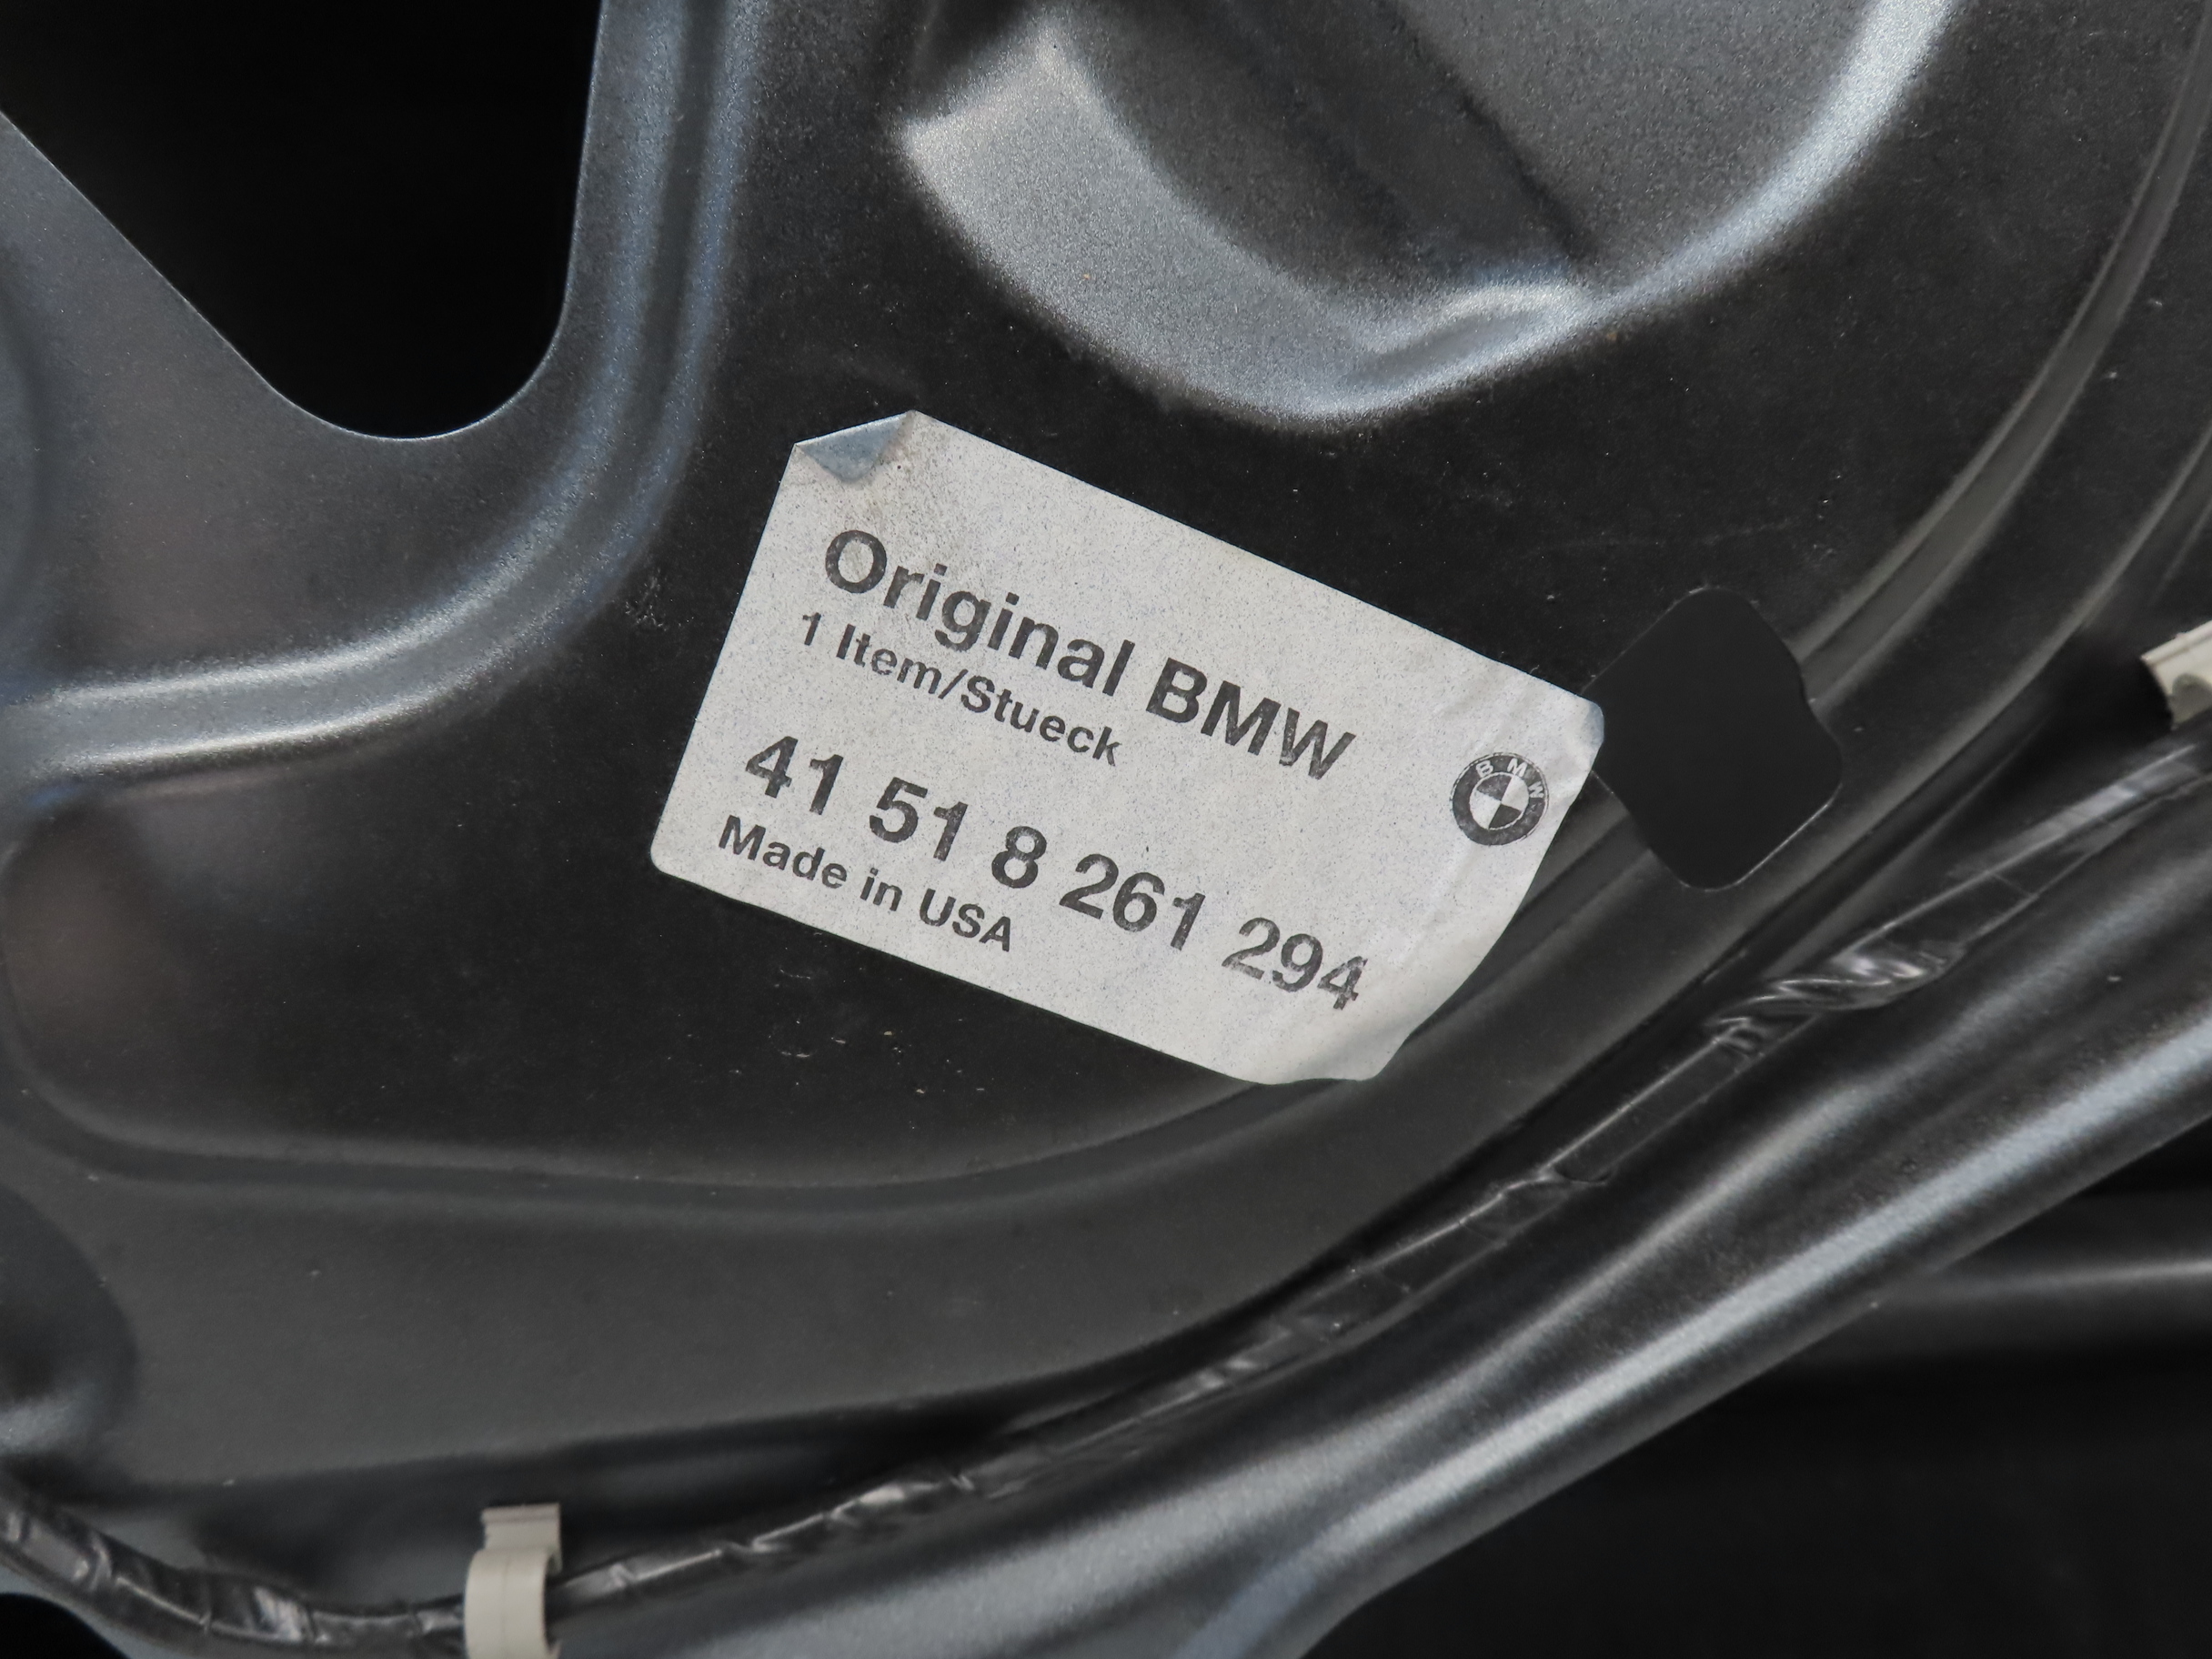 Original BMW
1 Item/Stueck
BMW
41 51 8 261 294
Made in USA